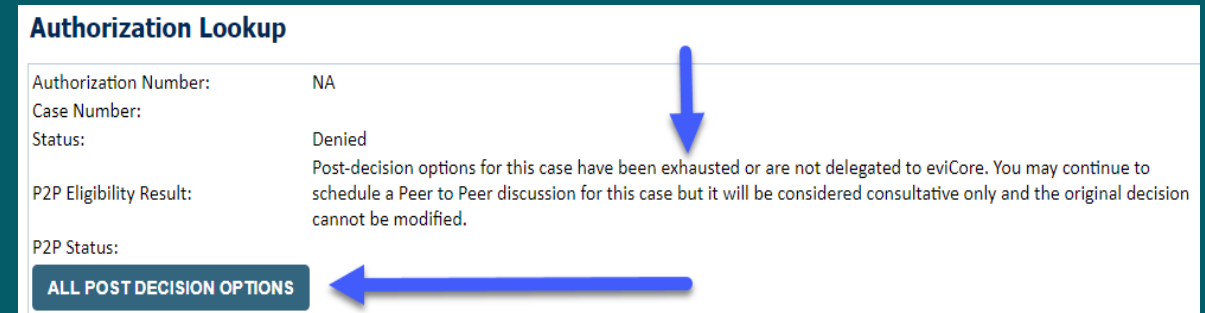 Authorization Lookup
Authorization Number: NA
Case Number:
Status: Denied
Post-decision options for this case have been exhausted or are not delegated to eviCore. You may continue to
P2P Eligibility Result: schedule a Peer to Peer discussion for this case but it will be considered consultative only and the original decision
cannot be modified.
P2P Status:
ALL POST DECISION OPTIONS